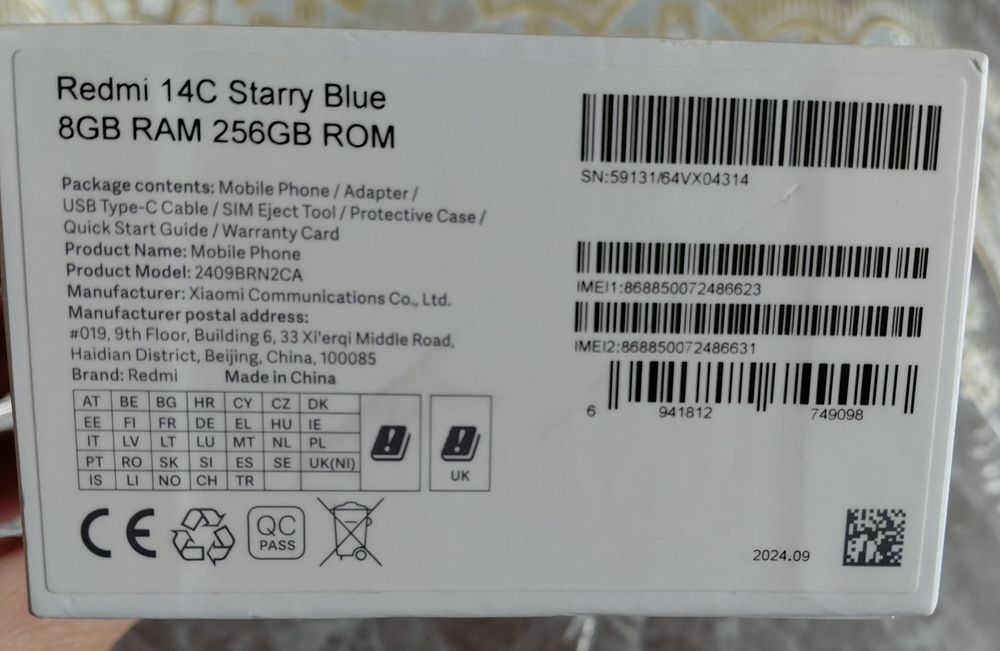 Redmi 14C Starry Blue
8GB RAM 256GB ROM
Package contents: Mobile Phone / Adapter /
USB Type-C Cable / SIM Eject Tool / Protective Case /
Quick Start Guide / Warranty Card
Product Name: Mobile Phone
Product Model: 2409BRN2CA
Manufacturer: Xiaomi Communications Co., Ltd.
Manufacturer postal address:
#019, 9th Floor, Building 6, 33 Xi'erqi Middle Road,
Haidian District, Beijing, China, 100085
Brand: Redmi Made in China
AT BE BG HR CY CZ DK
EE FI FR DE EL HU IE
IT LV LT LU MT NL PL
PT RO SK SI ES SE UK(NI)
IS LI NO CH TR
UK
CE
QC
PASS
SN:59131/64VX04314
IMEI1:868850072486623
IMEI2:868850072486631
6 941812 749098
2024.09